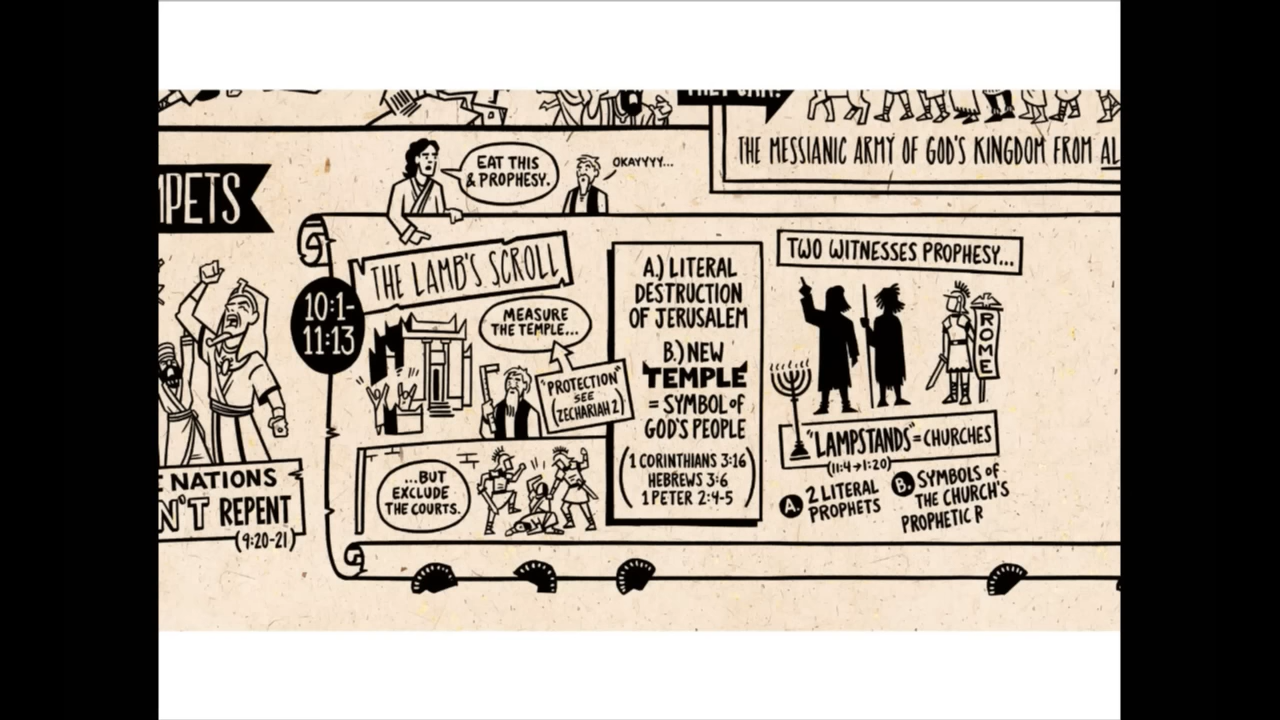 THEY CAN!
THE MESSIANIC ARMY OF GOD'S KINGDOM FROM AL
EAT THIS
& PROPHESY.
OKAYYYY...
MPETS
THE LAMB'S SCROLL
10:1-
11:13
MEASURE
THE TEMPLE...
"PROTECTION"
SEE
(ZECHARIAH 2)
...BUT
EXCLUDE
THE COURTS.
NATIONS
N'T REPENT
(9:20-21)
A.) LITERAL
DESTRUCTION
OF JERUSALEM
B.) NEW
TEMPLE
= SYMBOL OF
GOD'S PEOPLE
(1 CORINTHIANS 3:16
HEBREWS 3:6
1 PETER 2:4-5)
TWO WITNESSES PROPHESY...
ROME
"LAMPSTANDS" = CHURCHES
(11:4→1:20)
A. 2 LITERAL
PROPHETS
B. SYMBOLS OF
THE CHURCH'S
PROPHETIC R